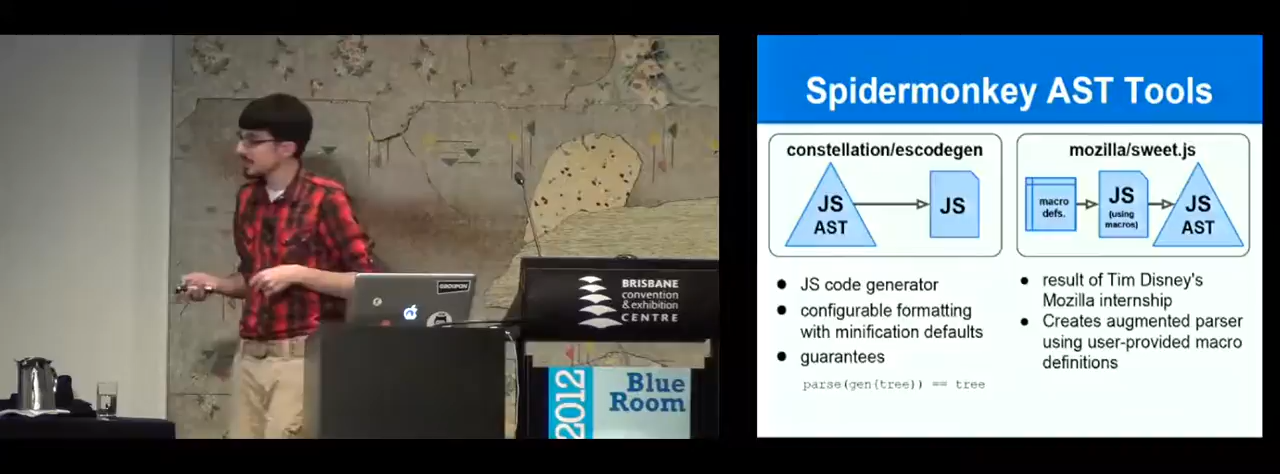 GROUPON
BRISBANE
convention
& exhibition
CENTRE
2012
Blue
Room
Spidermonkey AST Tools
constellation/escodegen
JS
AST
JS
JS code generator
configurable formatting
with minification defaults
guarantees
parse(gen(tree)) == tree
mozilla/sweet.js
macro
defs.
JS
(using
macros)
JS
AST
result of Tim Disney's
Mozilla internship
Creates augmented parser
using user-provided macro
definitions